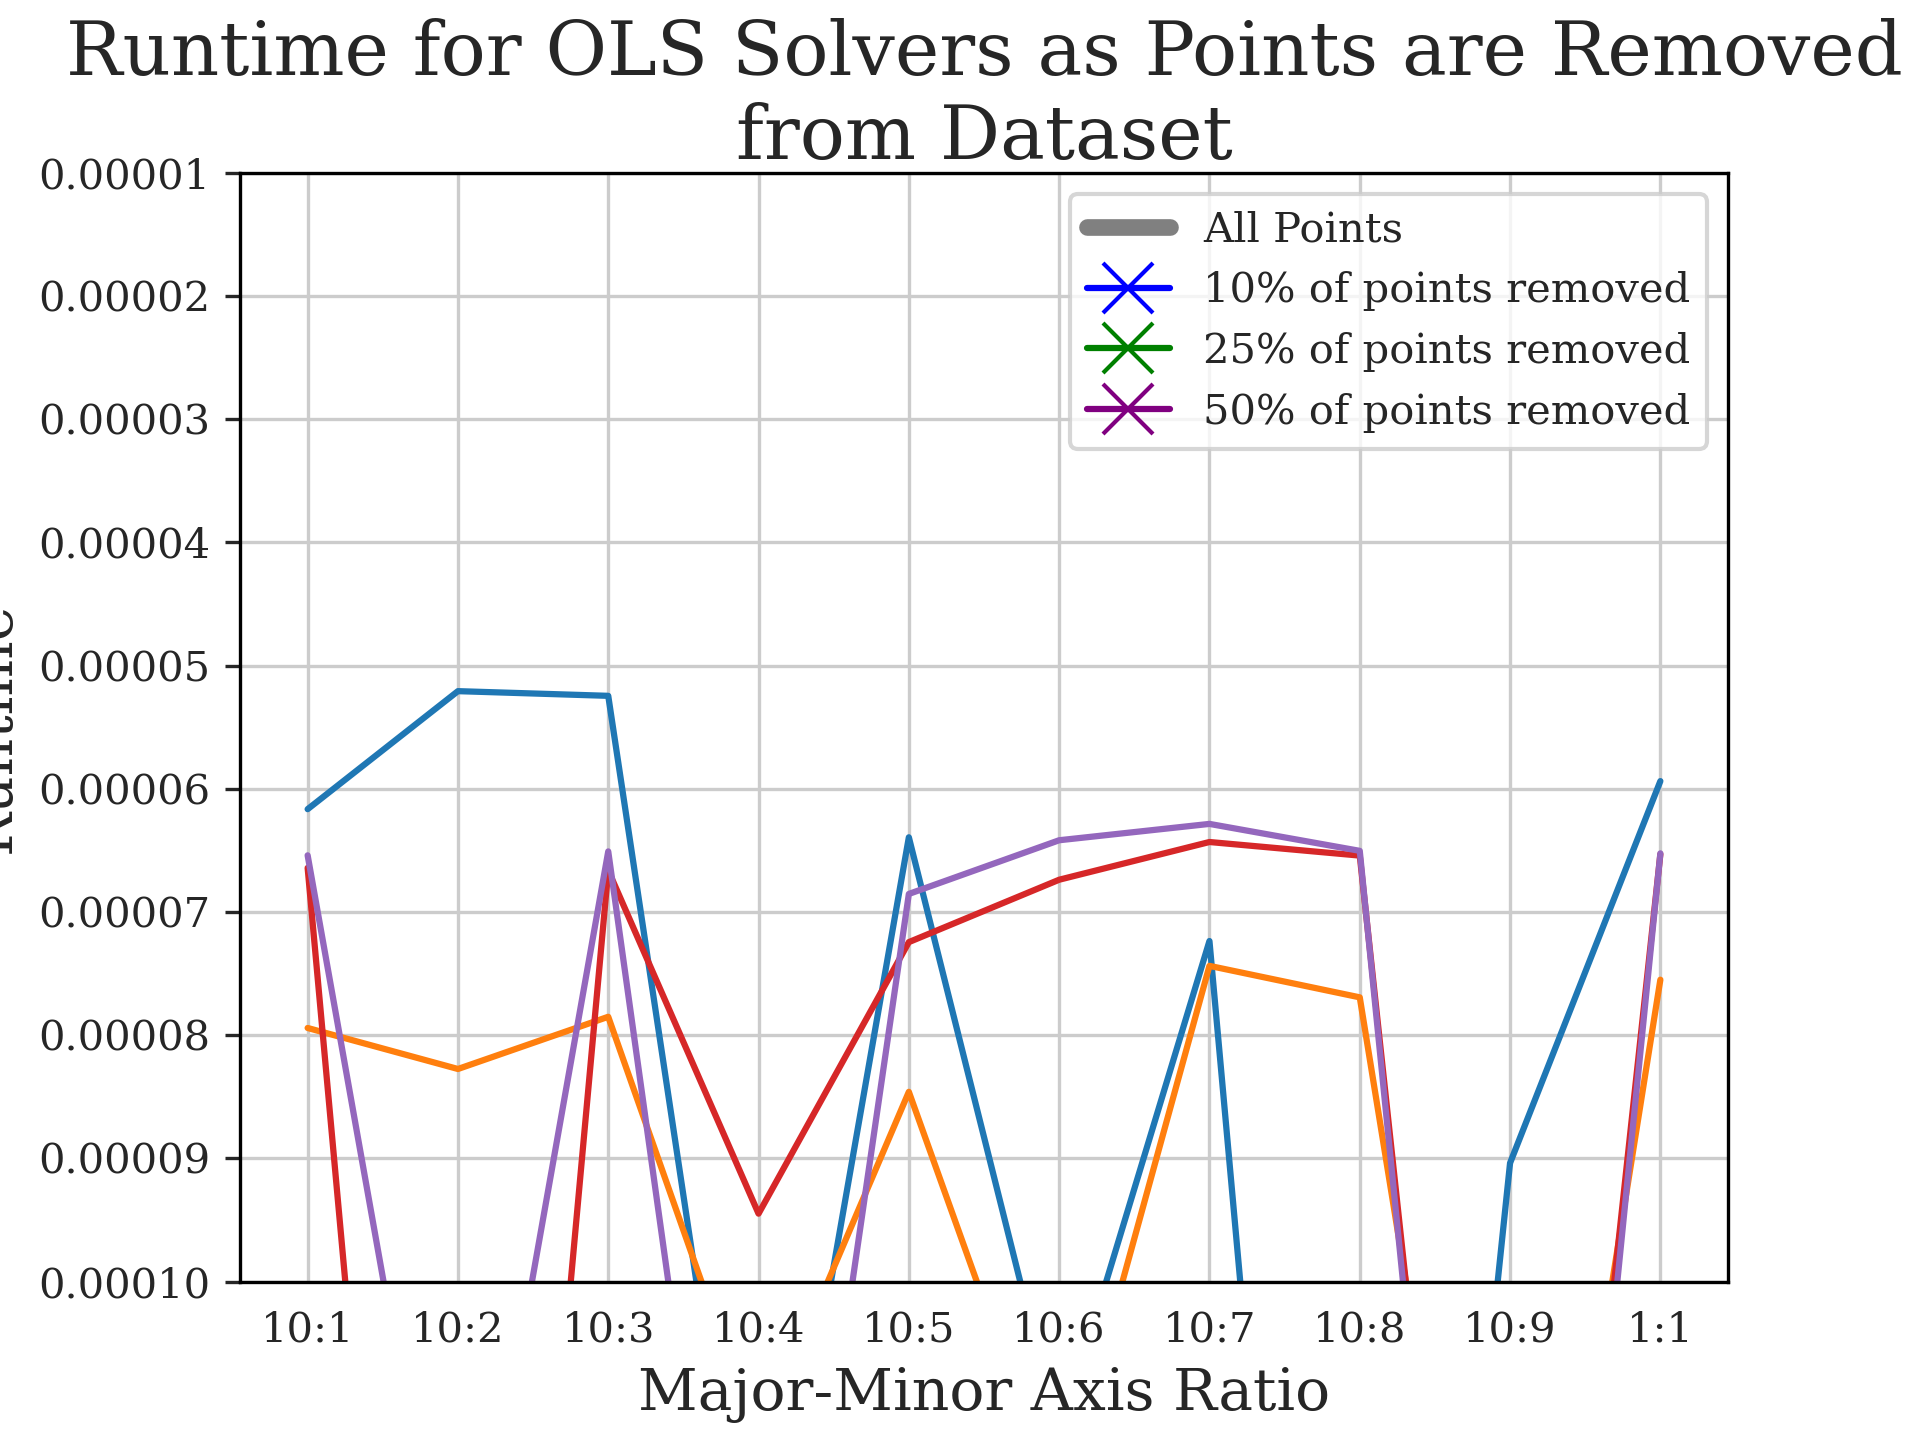 Runtime for OLS Solvers as Points are Removed
from Dataset
0.00001
0.00002
0.00003
0.00004
0.00005
0.00006
0.00007
0.00008
0.00009
0.00010
Runtime
All Points
10% of points removed
25% of points removed
50% of points removed
10:1 10:2 10:3 10:4 10:5 10:6 10:7 10:8 10:9 1:1
Major-Minor Axis Ratio